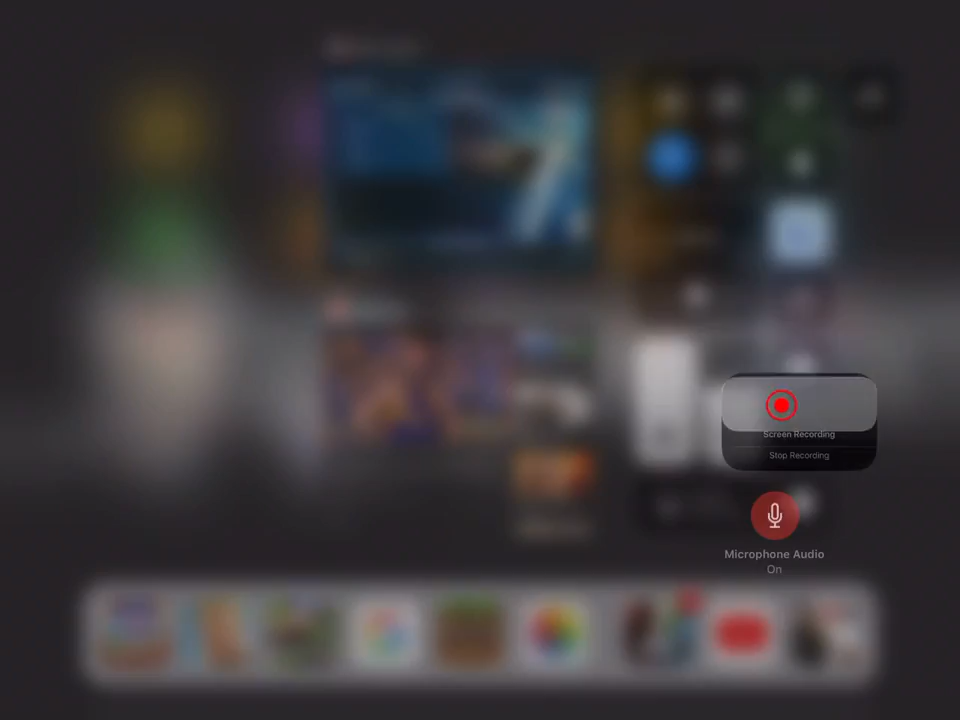 Screen Recording
Stop Recording
Microphone Audio
On